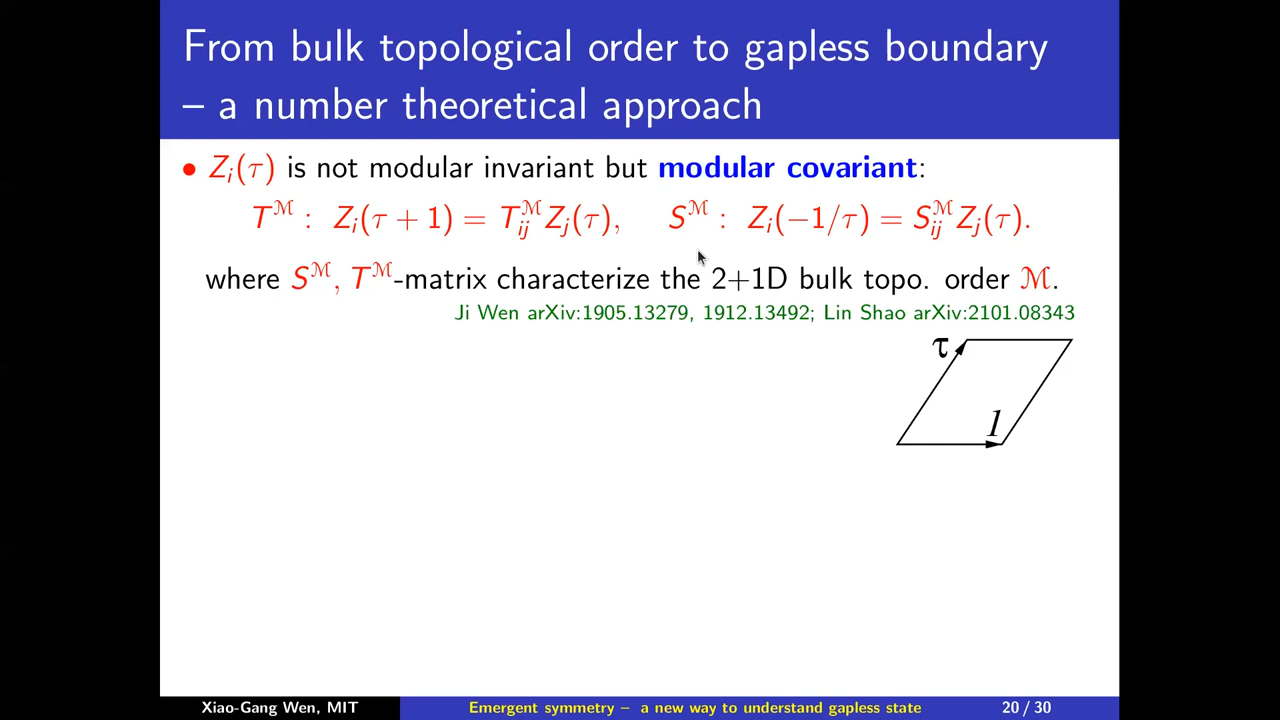 From bulk topological order to gapless boundary
– a number theoretical approach
• Zᵢ(τ) is not modular invariant but modular covariant:
T^ℳ : Zᵢ(τ + 1) = T^ℳ_ij Zⱼ(τ), S^ℳ : Zᵢ(−1/τ) = S^ℳ_ij Zⱼ(τ).
where S^ℳ, T^ℳ-matrix characterize the 2+1D bulk topo. order ℳ.
Ji Wen arXiv:1905.13279, 1912.13492; Lin Shao arXiv:2101.08343
τ
1
Xiao-Gang Wen, MIT Emergent symmetry – a new way to understand gapless state 20 / 30